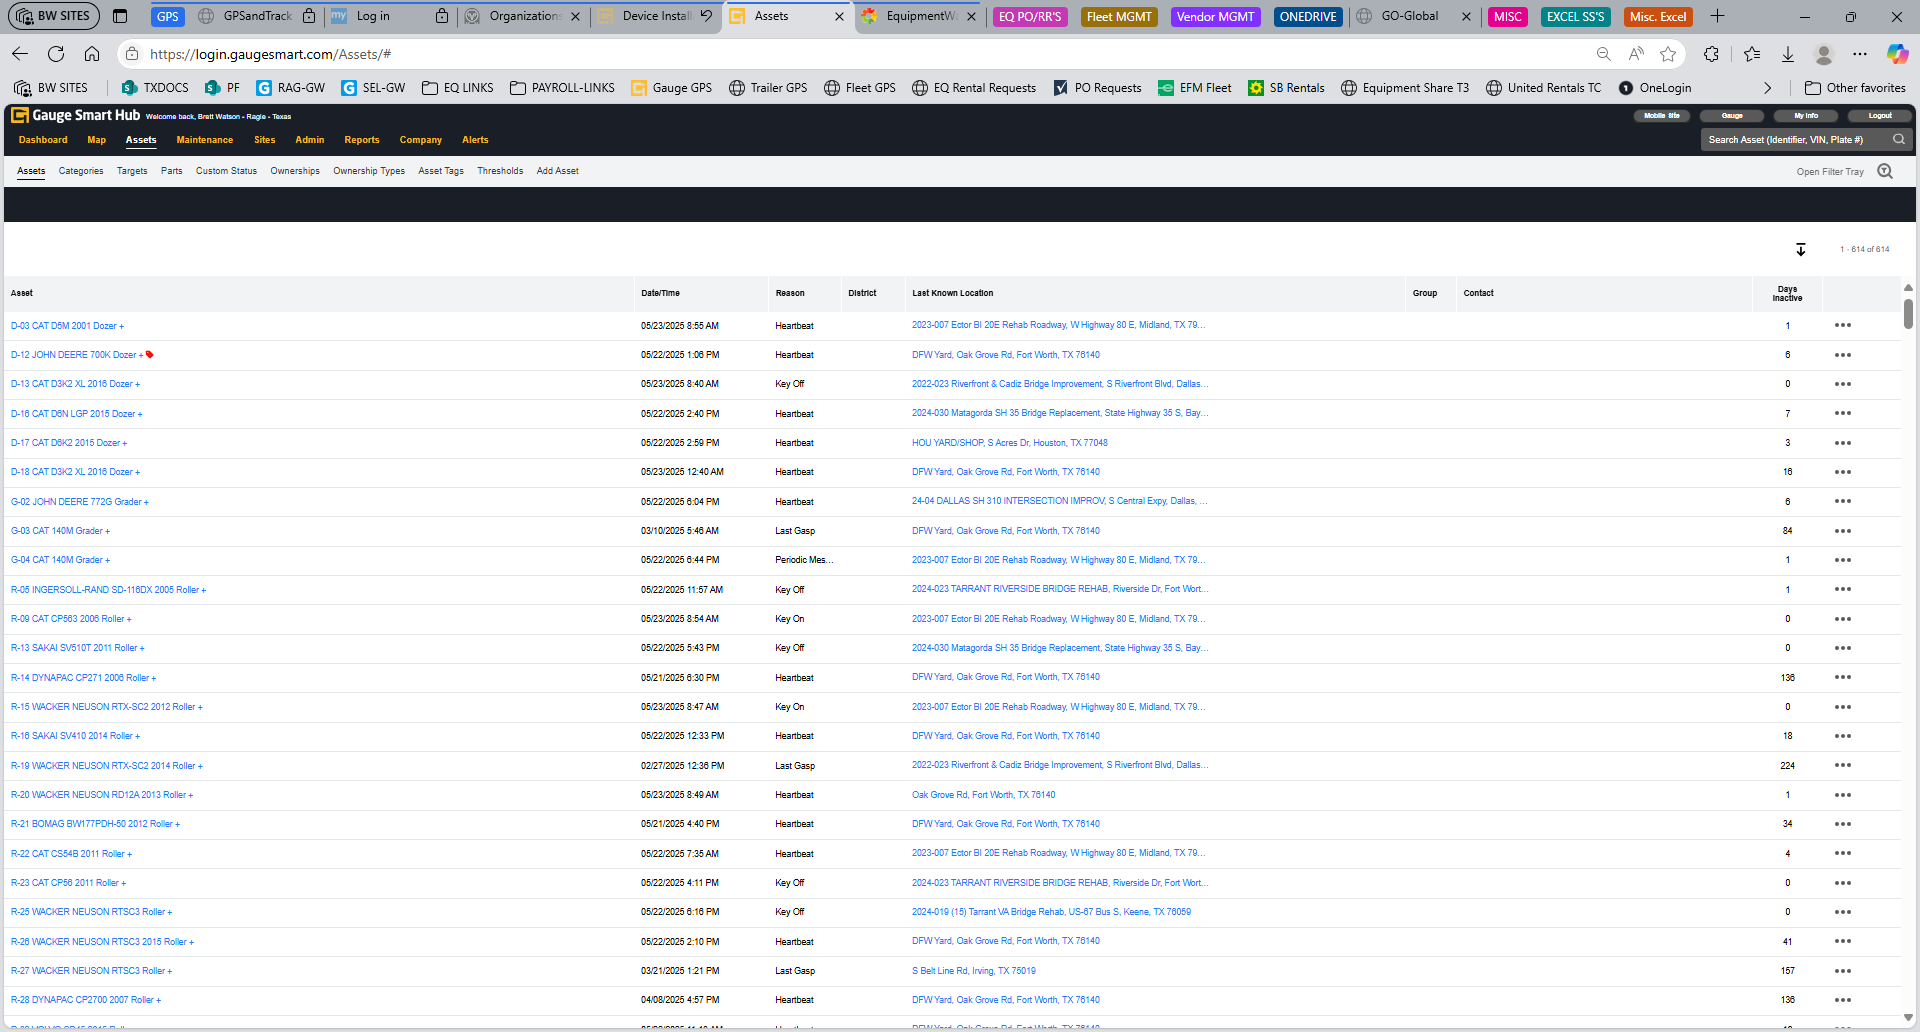 BW SITES GPS GPSandTrack Log in Organizations Device Install Assets EquipmentWa EQ PO/RR'S Fleet MGMT Vendor MGMT ONEDRIVE GO-Global MISC EXCEL SS'S Misc. Excel
https://login.gaugesmart.com/Assets/#
BW SITES TXDOCS PF RAG-GW SEL-GW EQ LINKS PAYROLL-LINKS Gauge GPS Trailer GPS Fleet GPS EQ Rental Requests PO Requests EFM Fleet SB Rentals Equipment Share T3 United Rentals TC OneLogin Other favorites
Gauge Smart Hub Welcome back, Brett Watson - Ragle - Texas Mobile Site Gauge My Info Logout
Dashboard Map Assets Maintenance Sites Admin Reports Company Alerts Search Asset (Identifier, VIN, Plate #)
Assets Categories Targets Parts Custom Status Ownerships Ownership Types Asset Tags Thresholds Add Asset Open Filter Tray
1 - 614 of 614
Asset Date/Time Reason District Last Known Location Group Contact Days Inactive
D-03 CAT D5M 2001 Dozer + 05/23/2025 8:55 AM Heartbeat 2023-007 Ector Bl 20E Rehab Roadway, W Highway 80 E, Midland, TX 79... 1
D-12 JOHN DEERE 700K Dozer + 05/22/2025 1:06 PM Heartbeat DFW Yard, Oak Grove Rd, Fort Worth, TX 76140 6
D-13 CAT D3K2 XL 2016 Dozer + 05/23/2025 8:40 AM Key Off 2022-023 Riverfront & Cadiz Bridge Improvement, S Riverfront Blvd, Dallas... 0
D-16 CAT D6N LGP 2015 Dozer + 05/22/2025 2:40 PM Heartbeat 2024-030 Matagorda SH 35 Bridge Replacement, State Highway 35 S, Bay... 7
D-17 CAT D6K2 2015 Dozer + 05/22/2025 2:59 PM Heartbeat HOU YARD/SHOP, S Acres Dr, Houston, TX 77048 3
D-18 CAT D3K2 XL 2016 Dozer + 05/23/2025 12:40 AM Heartbeat DFW Yard, Oak Grove Rd, Fort Worth, TX 76140 16
G-02 JOHN DEERE 772G Grader + 05/22/2025 6:04 PM Heartbeat 24-04 DALLAS SH 310 INTERSECTION IMPROV, S Central Expy, Dallas, ... 6
G-03 CAT 140M Grader + 03/10/2025 5:46 AM Last Gasp DFW Yard, Oak Grove Rd, Fort Worth, TX 76140 84
G-04 CAT 140M Grader + 05/22/2025 6:44 PM Periodic Mes... 2023-007 Ector Bl 20E Rehab Roadway, W Highway 80 E, Midland, TX 79... 1
R-05 INGERSOLL-RAND SD-116DX 2005 Roller + 05/22/2025 11:57 AM Key Off 2024-023 TARRANT RIVERSIDE BRIDGE REHAB, Riverside Dr, Fort Wort... 1
R-09 CAT CP563 2006 Roller + 05/23/2025 8:54 AM Key On 2023-007 Ector Bl 20E Rehab Roadway, W Highway 80 E, Midland, TX 79... 0
R-13 SAKAI SV510T 2011 Roller + 05/22/2025 5:43 PM Key Off 2024-030 Matagorda SH 35 Bridge Replacement, State Highway 35 S, Bay... 0
R-14 DYNAPAC CP271 2006 Roller + 05/21/2025 6:30 PM Heartbeat DFW Yard, Oak Grove Rd, Fort Worth, TX 76140 136
R-15 WACKER NEUSON RTX-SC2 2012 Roller + 05/23/2025 8:47 AM Key On 2023-007 Ector Bl 20E Rehab Roadway, W Highway 80 E, Midland, TX 79... 0
R-16 SAKAI SV410 2014 Roller + 05/22/2025 12:33 PM Heartbeat DFW Yard, Oak Grove Rd, Fort Worth, TX 76140 18
R-19 WACKER NEUSON RTX-SC2 2014 Roller + 02/27/2025 12:36 PM Last Gasp 2022-023 Riverfront & Cadiz Bridge Improvement, S Riverfront Blvd, Dallas... 224
R-20 WACKER NEUSON RD12A 2013 Roller + 05/23/2025 8:49 AM Heartbeat Oak Grove Rd, Fort Worth, TX 76140 1
R-21 BOMAG BW177PDH-50 2012 Roller + 05/21/2025 4:40 PM Heartbeat DFW Yard, Oak Grove Rd, Fort Worth, TX 76140 34
R-22 CAT CS54B 2011 Roller + 05/22/2025 7:35 AM Heartbeat 2023-007 Ector Bl 20E Rehab Roadway, W Highway 80 E, Midland, TX 79... 4
R-23 CAT CP56 2011 Roller + 05/22/2025 4:11 PM Key Off 2024-023 TARRANT RIVERSIDE BRIDGE REHAB, Riverside Dr, Fort Wort... 0
R-25 WACKER NEUSON RTSC3 Roller + 05/22/2025 6:16 PM Key Off 2024-019 (15) Tarrant VA Bridge Rehab, US-67 Bus S, Keene, TX 76059 0
R-26 WACKER NEUSON RTSC3 2015 Roller + 05/22/2025 2:10 PM Heartbeat DFW Yard, Oak Grove Rd, Fort Worth, TX 76140 41
R-27 WACKER NEUSON RTSC3 Roller + 03/21/2025 1:21 PM Last Gasp S Belt Line Rd, Irving, TX 75019 157
R-28 DYNAPAC CP2700 2007 Roller + 04/08/2025 4:57 PM Heartbeat DFW Yard, Oak Grove Rd, Fort Worth, TX 76140 136